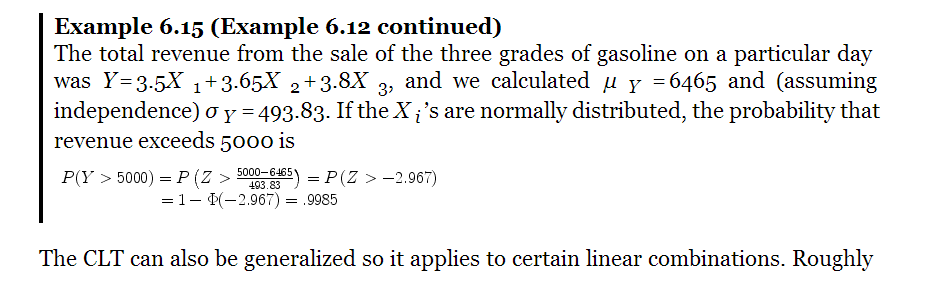 Example 6.15 (Example 6.12 continued)
The total revenue from the sale of the three grades of gasoline on a particular day
was Y=3.5X 1+3.65X 2+3.8X 3, and we calculated μ Y =6465 and (assuming
independence) σ Y=493.83. If the X i's are normally distributed, the probability that
revenue exceeds 5000 is
P(Y > 5000) = P(Z > 5000−6465/493.83) = P(Z > −2.967)
= 1 − Φ(−2.967) = .9985
The CLT can also be generalized so it applies to certain linear combinations. Roughly